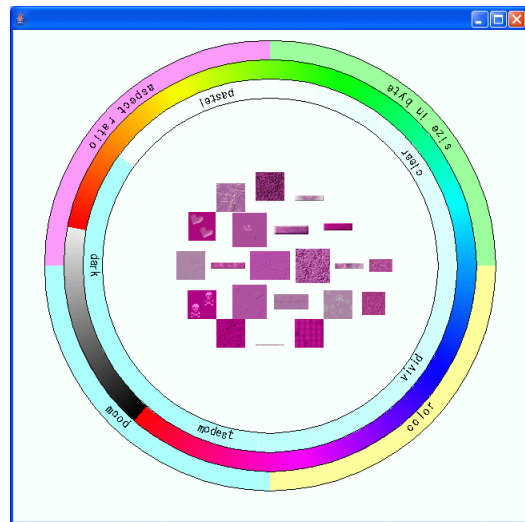 aspect ratio
pastel
size in byte
clear
dark
vivid
mood
modest
color